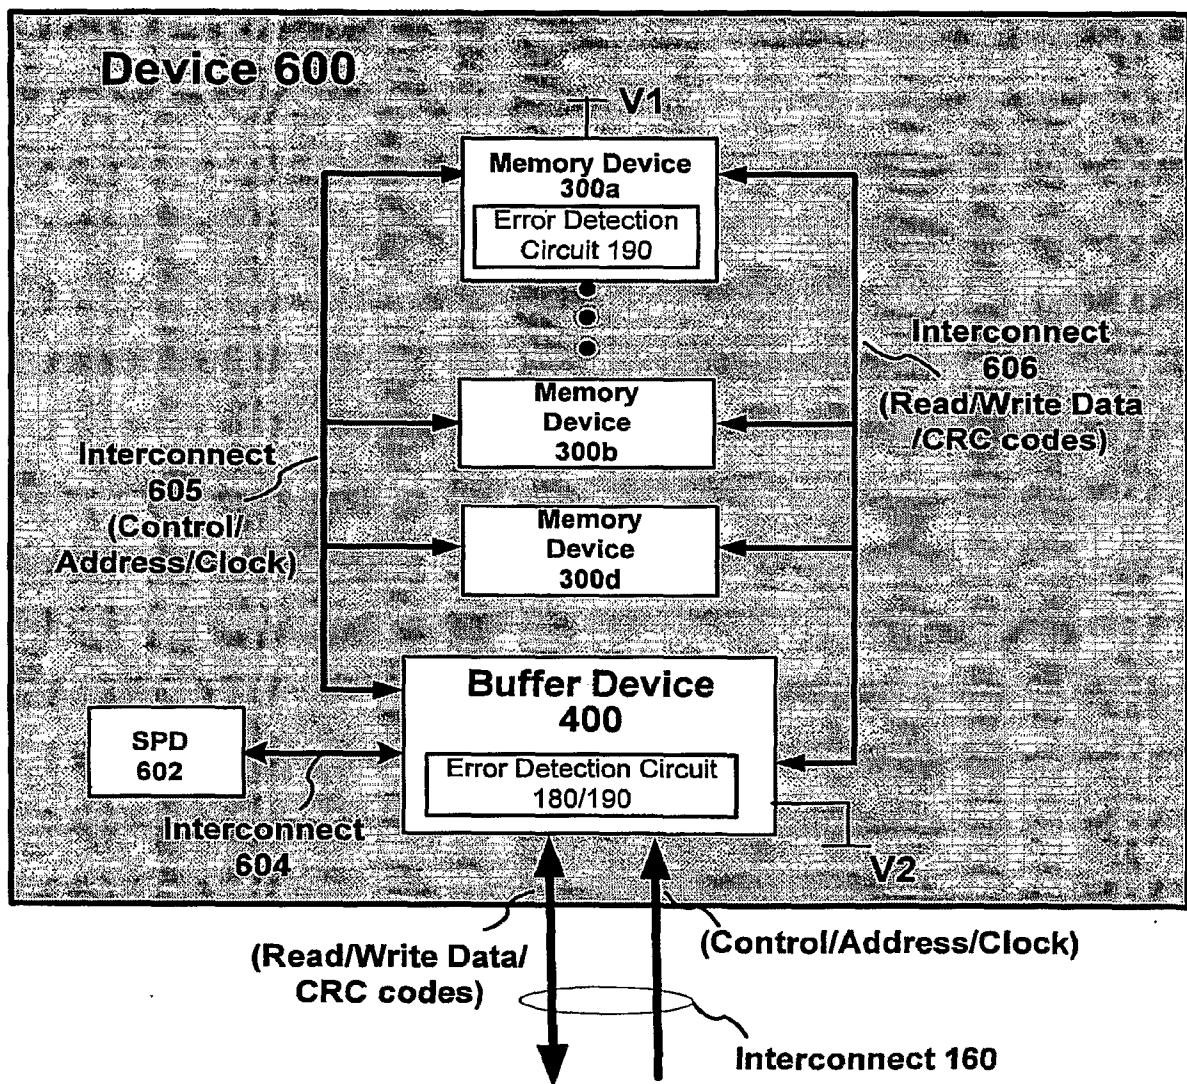 Device 600
V1
Memory Device
300a
Error Detection
Circuit 190
Interconnect
606
(Read/Write Data
/CRC codes)
Memory
Device
300b
Interconnect
605
(Control/
Address/Clock)
Memory
Device
300d
Buffer Device
400
SPD
602
Error Detection Circuit
180/190
Interconnect
604
V2
(Read/Write Data/
CRC codes)
(Control/Address/Clock)
Interconnect 160